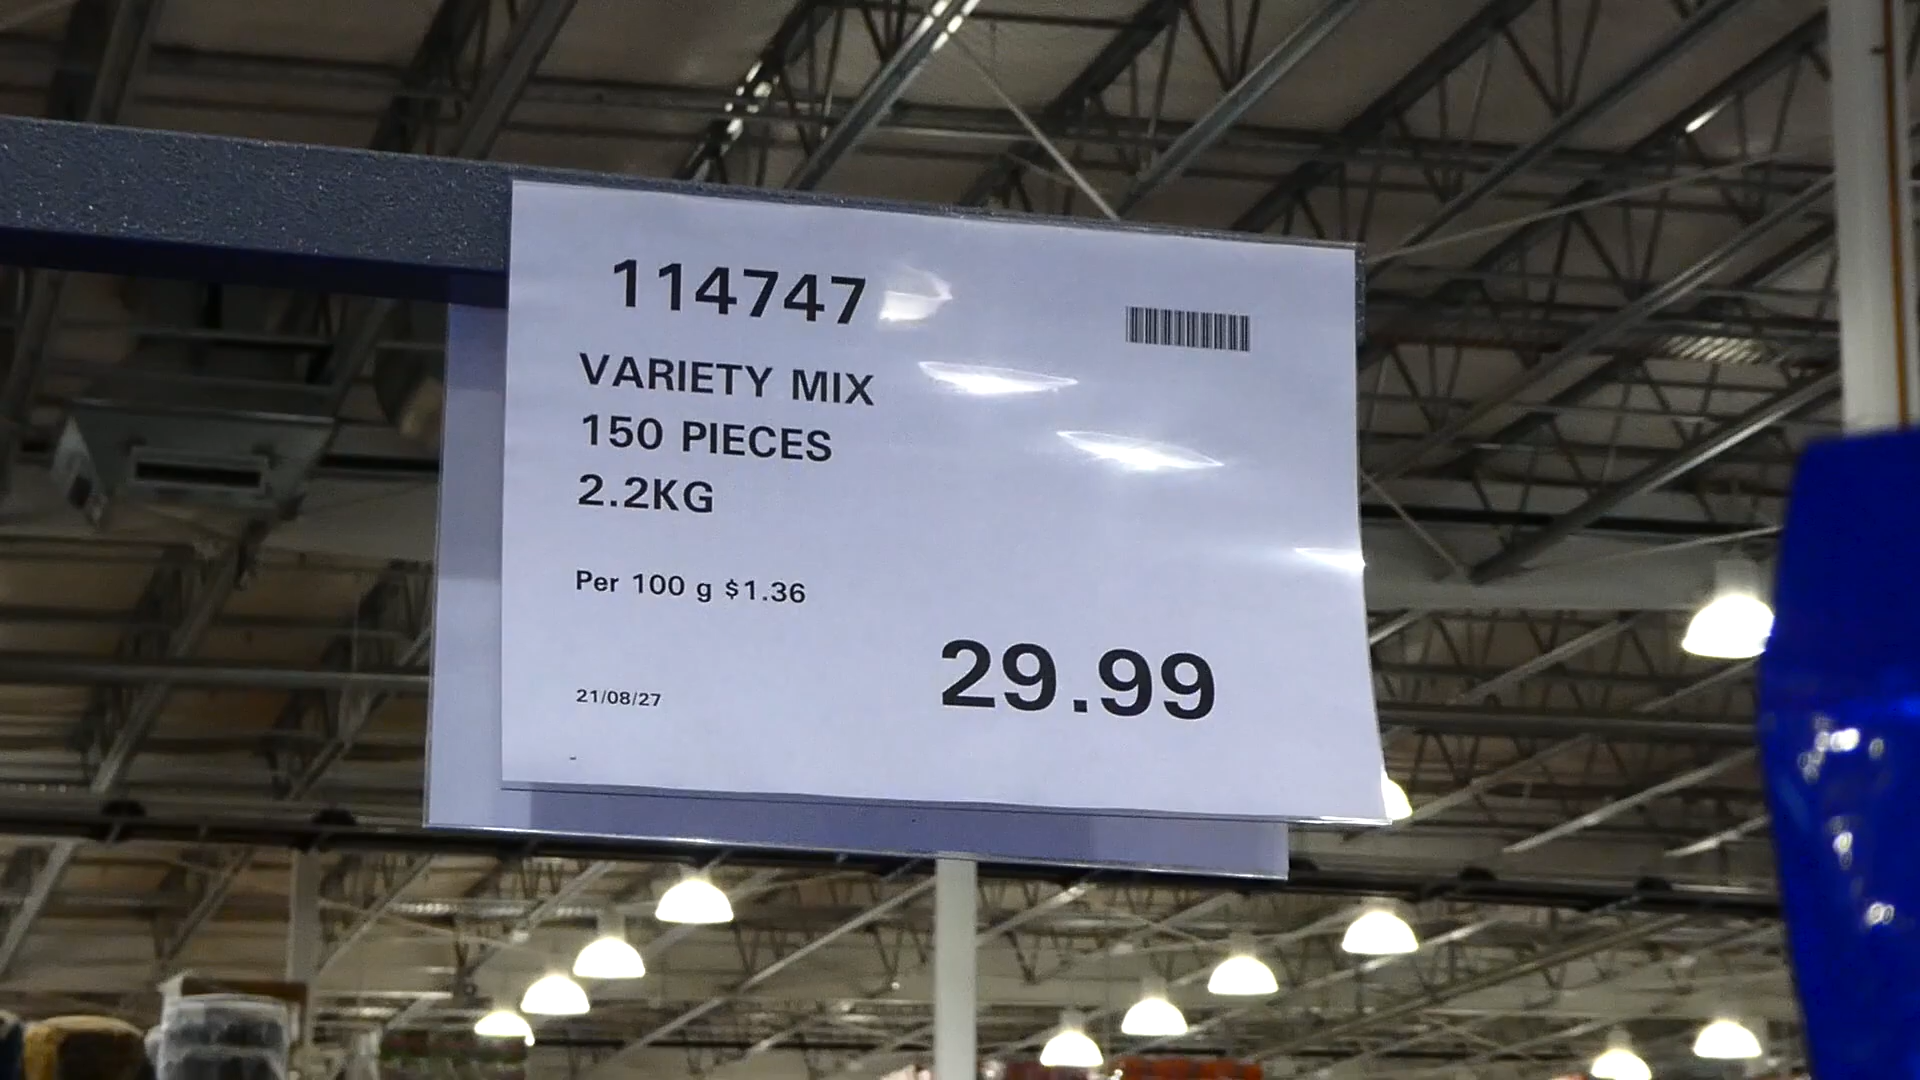 114747
VARIETY MIX
150 PIECES
2.2KG
Per 100 g $1.36
29.99
21/08/27
-